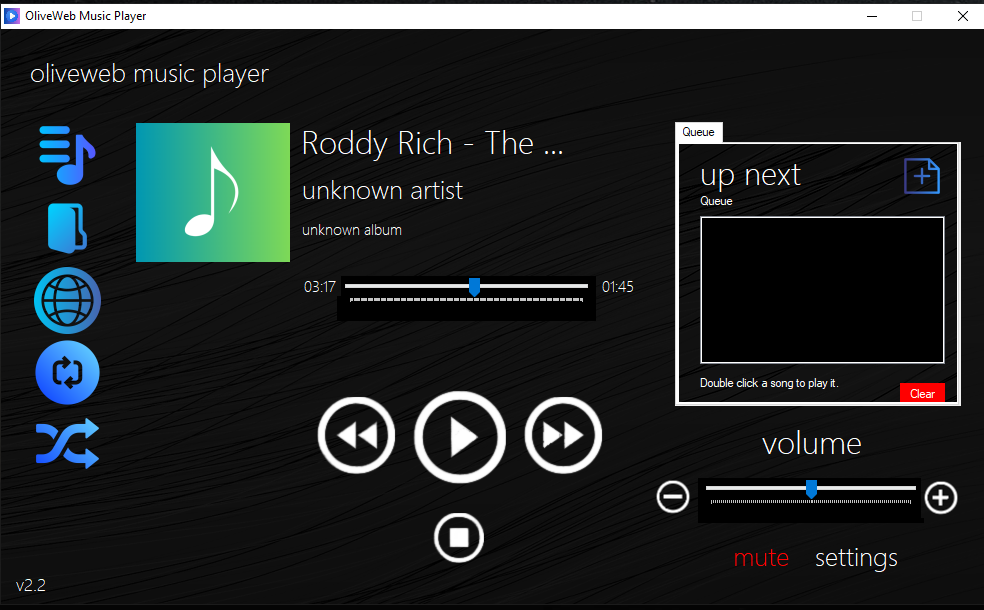 OliveWeb Music Player
oliveweb music player
Roddy Rich - The ...
unknown artist
unknown album
03:17
01:45
Queue
up next
Queue
Double click a song to play it.
Clear
volume
mute
settings
v2.2